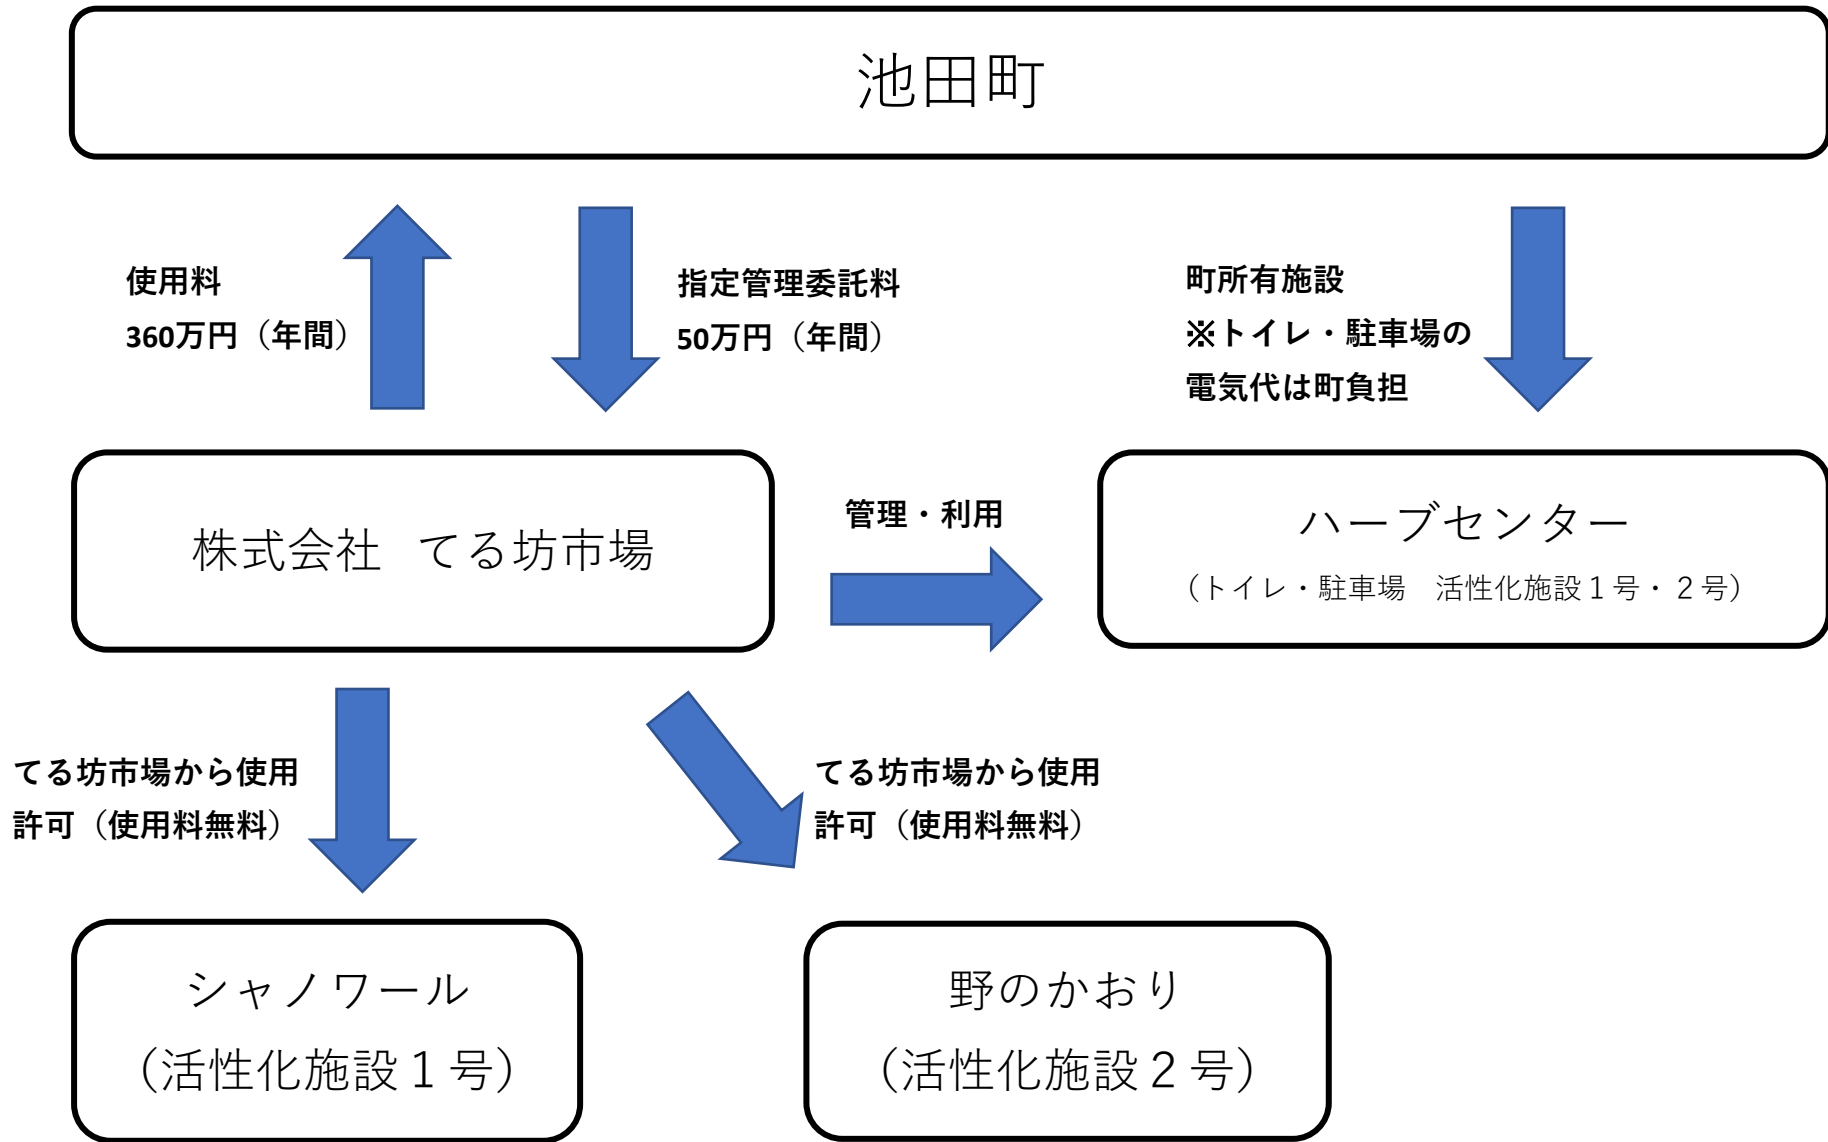 池田町
使用料
360万円（年間）
指定管理委託料
50万円（年間）
町所有施設
※トイレ・駐車場の
電気代は町負担
株式会社　てる坊市場
管理・利用
ハーブセンター
（トイレ・駐車場　活性化施設１号・２号）
てる坊市場から使用
許可（使用料無料）
てる坊市場から使用
許可（使用料無料）
シャノワール
（活性化施設１号）
野のかおり
（活性化施設２号）